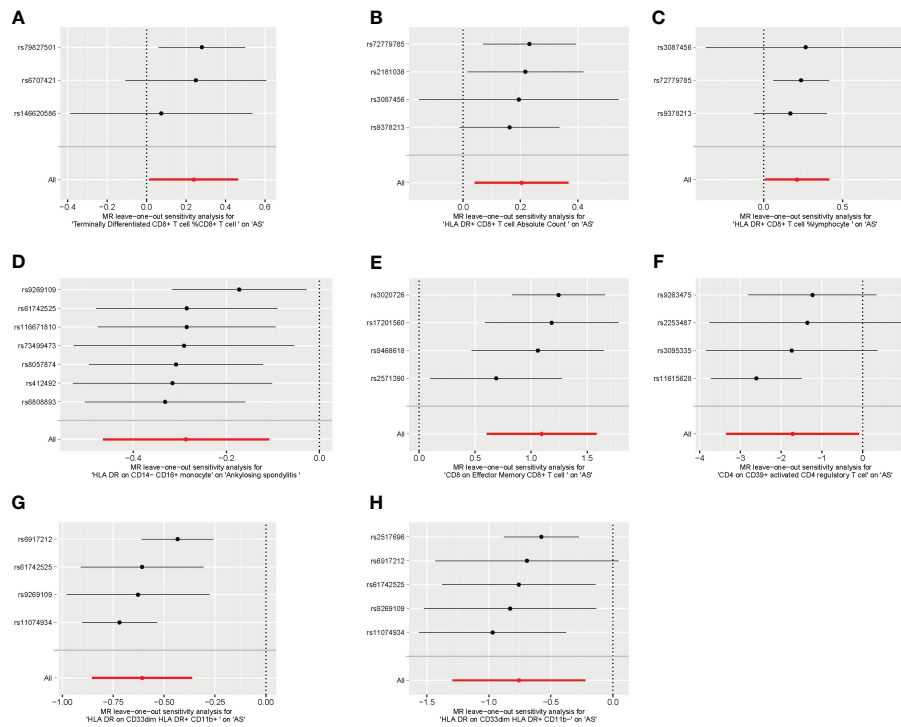 A
rs79827501
rs6707421
rs146620586
All
−0.4 −0.2 0.0 0.2 0.4 0.6
MR leave−one−out sensitivity analysis for
'Terminally Differentiated CD8+ T cell %CD8+ T cell ' on 'AS'
B
rs72779785
rs2181036
rs3087456
rs9378213
All
0.0 0.4
MR leave−one−out sensitivity analysis for
'HLA DR+ CD8+ T cell Absolute Count ' on 'AS'
C
rs3087456
rs72779785
rs9378213
All
0.0 0.5
MR leave−one−out sensitivity analysis for
'HLA DR+ CD8+ T cell %lymphocyte ' on 'AS'
D
rs9269109
rs61742525
rs116671810
rs73499473
rs8057874
rs412492
rs6808893
All
−0.4 −0.2 0.0
MR leave−one−out sensitivity analysis for
'HLA DR on CD14− CD16+ monocyte' on 'Ankylosing spondylitis '
E
rs3020726
rs17201560
rs9468618
rs2571390
All
0.0 0.5 1.0 1.5
MR leave−one−out sensitivity analysis for
'CD8 on Effector Memory CD8+ T cell ' on 'AS'
F
rs9263475
rs2253487
rs3095335
rs11615628
All
−4 −3 −2 −1 0
MR leave−one−out sensitivity analysis for
'CD4 on CD39+ activated CD4 regulatory T cell' on 'AS'
G
rs6917212
rs61742525
rs9269109
rs11074934
All
−1.00 −0.75 −0.50 −0.25 0.00
MR leave−one−out sensitivity analysis for
'HLA DR on CD33dim HLA DR+ CD11b+ ' on 'AS'
H
rs2517696
rs6917212
rs61742525
rs9269109
rs11074934
All
−1.5 −1.0 −0.5 0.0
MR leave−one−out sensitivity analysis for
'HLA DR on CD33dim HLA DR+ CD11b−' on 'AS'